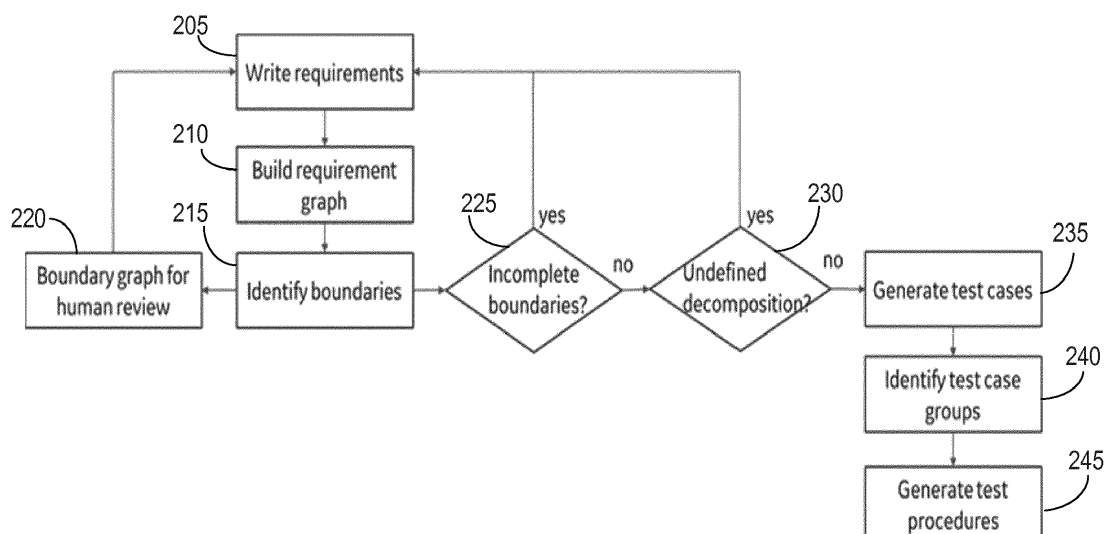 205
Write requirements
210
Build requirement
graph
220
215
225
yes
yes
230
235
Boundary graph for
human review
Identify boundaries
Incomplete
boundaries?
no
Undefined
decomposition?
no
Generate test cases
240
Identify test case
groups
245
Generate test
procedures